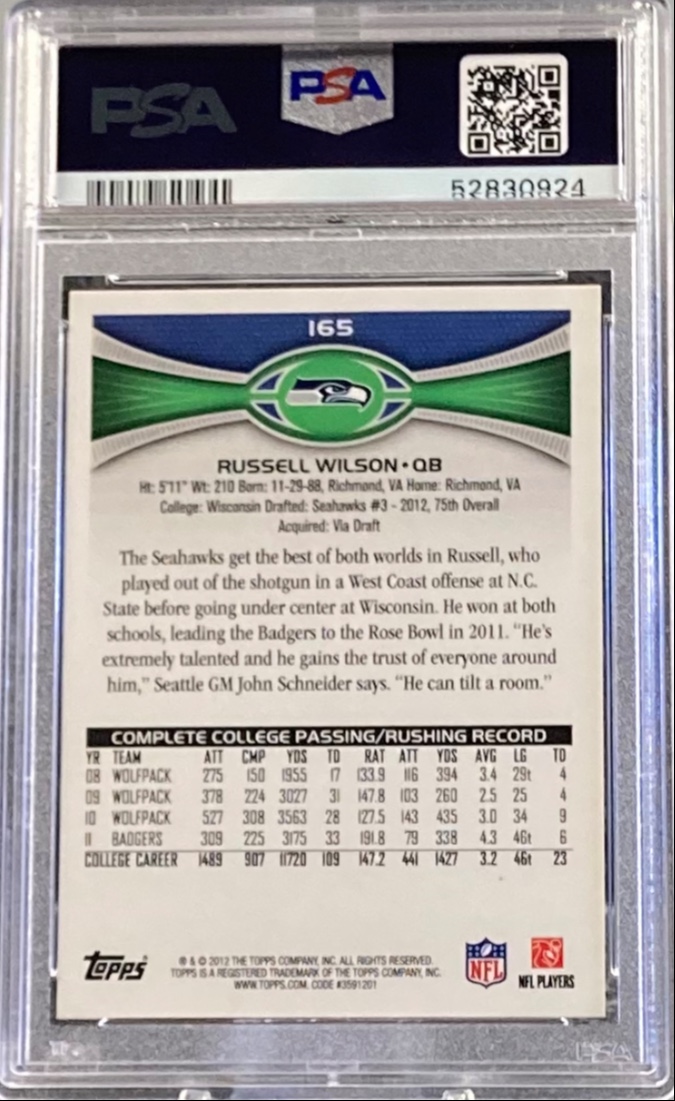 PSA
PSA
52830924
165
RUSSELL WILSON • QB
Ht: 5'11" Wt: 210 Born: 11-29-88, Richmond, VA Home: Richmond, VA
College: Wisconsin Drafted: Seahawks #3 - 2012, 75th Overall
Acquired: Via Draft
The Seahawks get the best of both worlds in Russell, who
played out of the shotgun in a West Coast offense at N.C.
State before going under center at Wisconsin. He won at both
schools, leading the Badgers to the Rose Bowl in 2011. "He's
extremely talented and he gains the trust of everyone around
him," Seattle GM John Schneider says. "He can tilt a room."
COMPLETE COLLEGE PASSING/RUSHING RECORD
YR TEAM ATT CMP YDS TD RAT ATT YDS AVG LG TD
08 WOLFPACK 275 150 1955 17 133.9 116 394 3.4 29t 4
09 WOLFPACK 378 224 3027 31 147.8 103 260 2.5 25 4
10 WOLFPACK 527 308 3563 28 127.5 143 435 3.0 34 9
11 BADGERS 309 225 3175 33 191.8 79 338 4.3 46t 6
COLLEGE CAREER 1489 907 11720 109 147.2 441 1427 3.2 46t 23
Topps
® & © 2012 THE TOPPS COMPANY, INC. ALL RIGHTS RESERVED.
TOPPS IS A REGISTERED TRADEMARK OF THE TOPPS COMPANY, INC.
WWW.TOPPS.COM. CODE #3591201
NFL
NFL PLAYERS
PSA